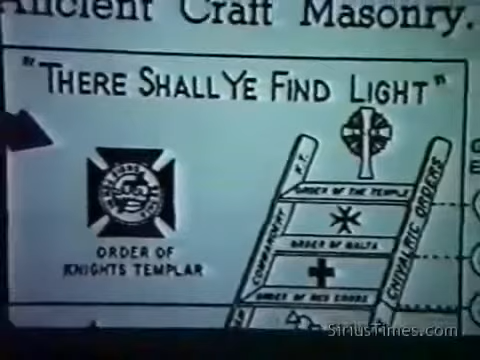 Ancient Craft Masonry.
"THERE SHALL YE FIND LIGHT"
ORDER OF
KNIGHTS TEMPLAR
K.T.
ORDER OF THE TEMPLE
COMMANDERY
CHIVALRIC ORDERS
ORDER OF MALTA
ORDER OF RED CROSS
SiriusTimes.com